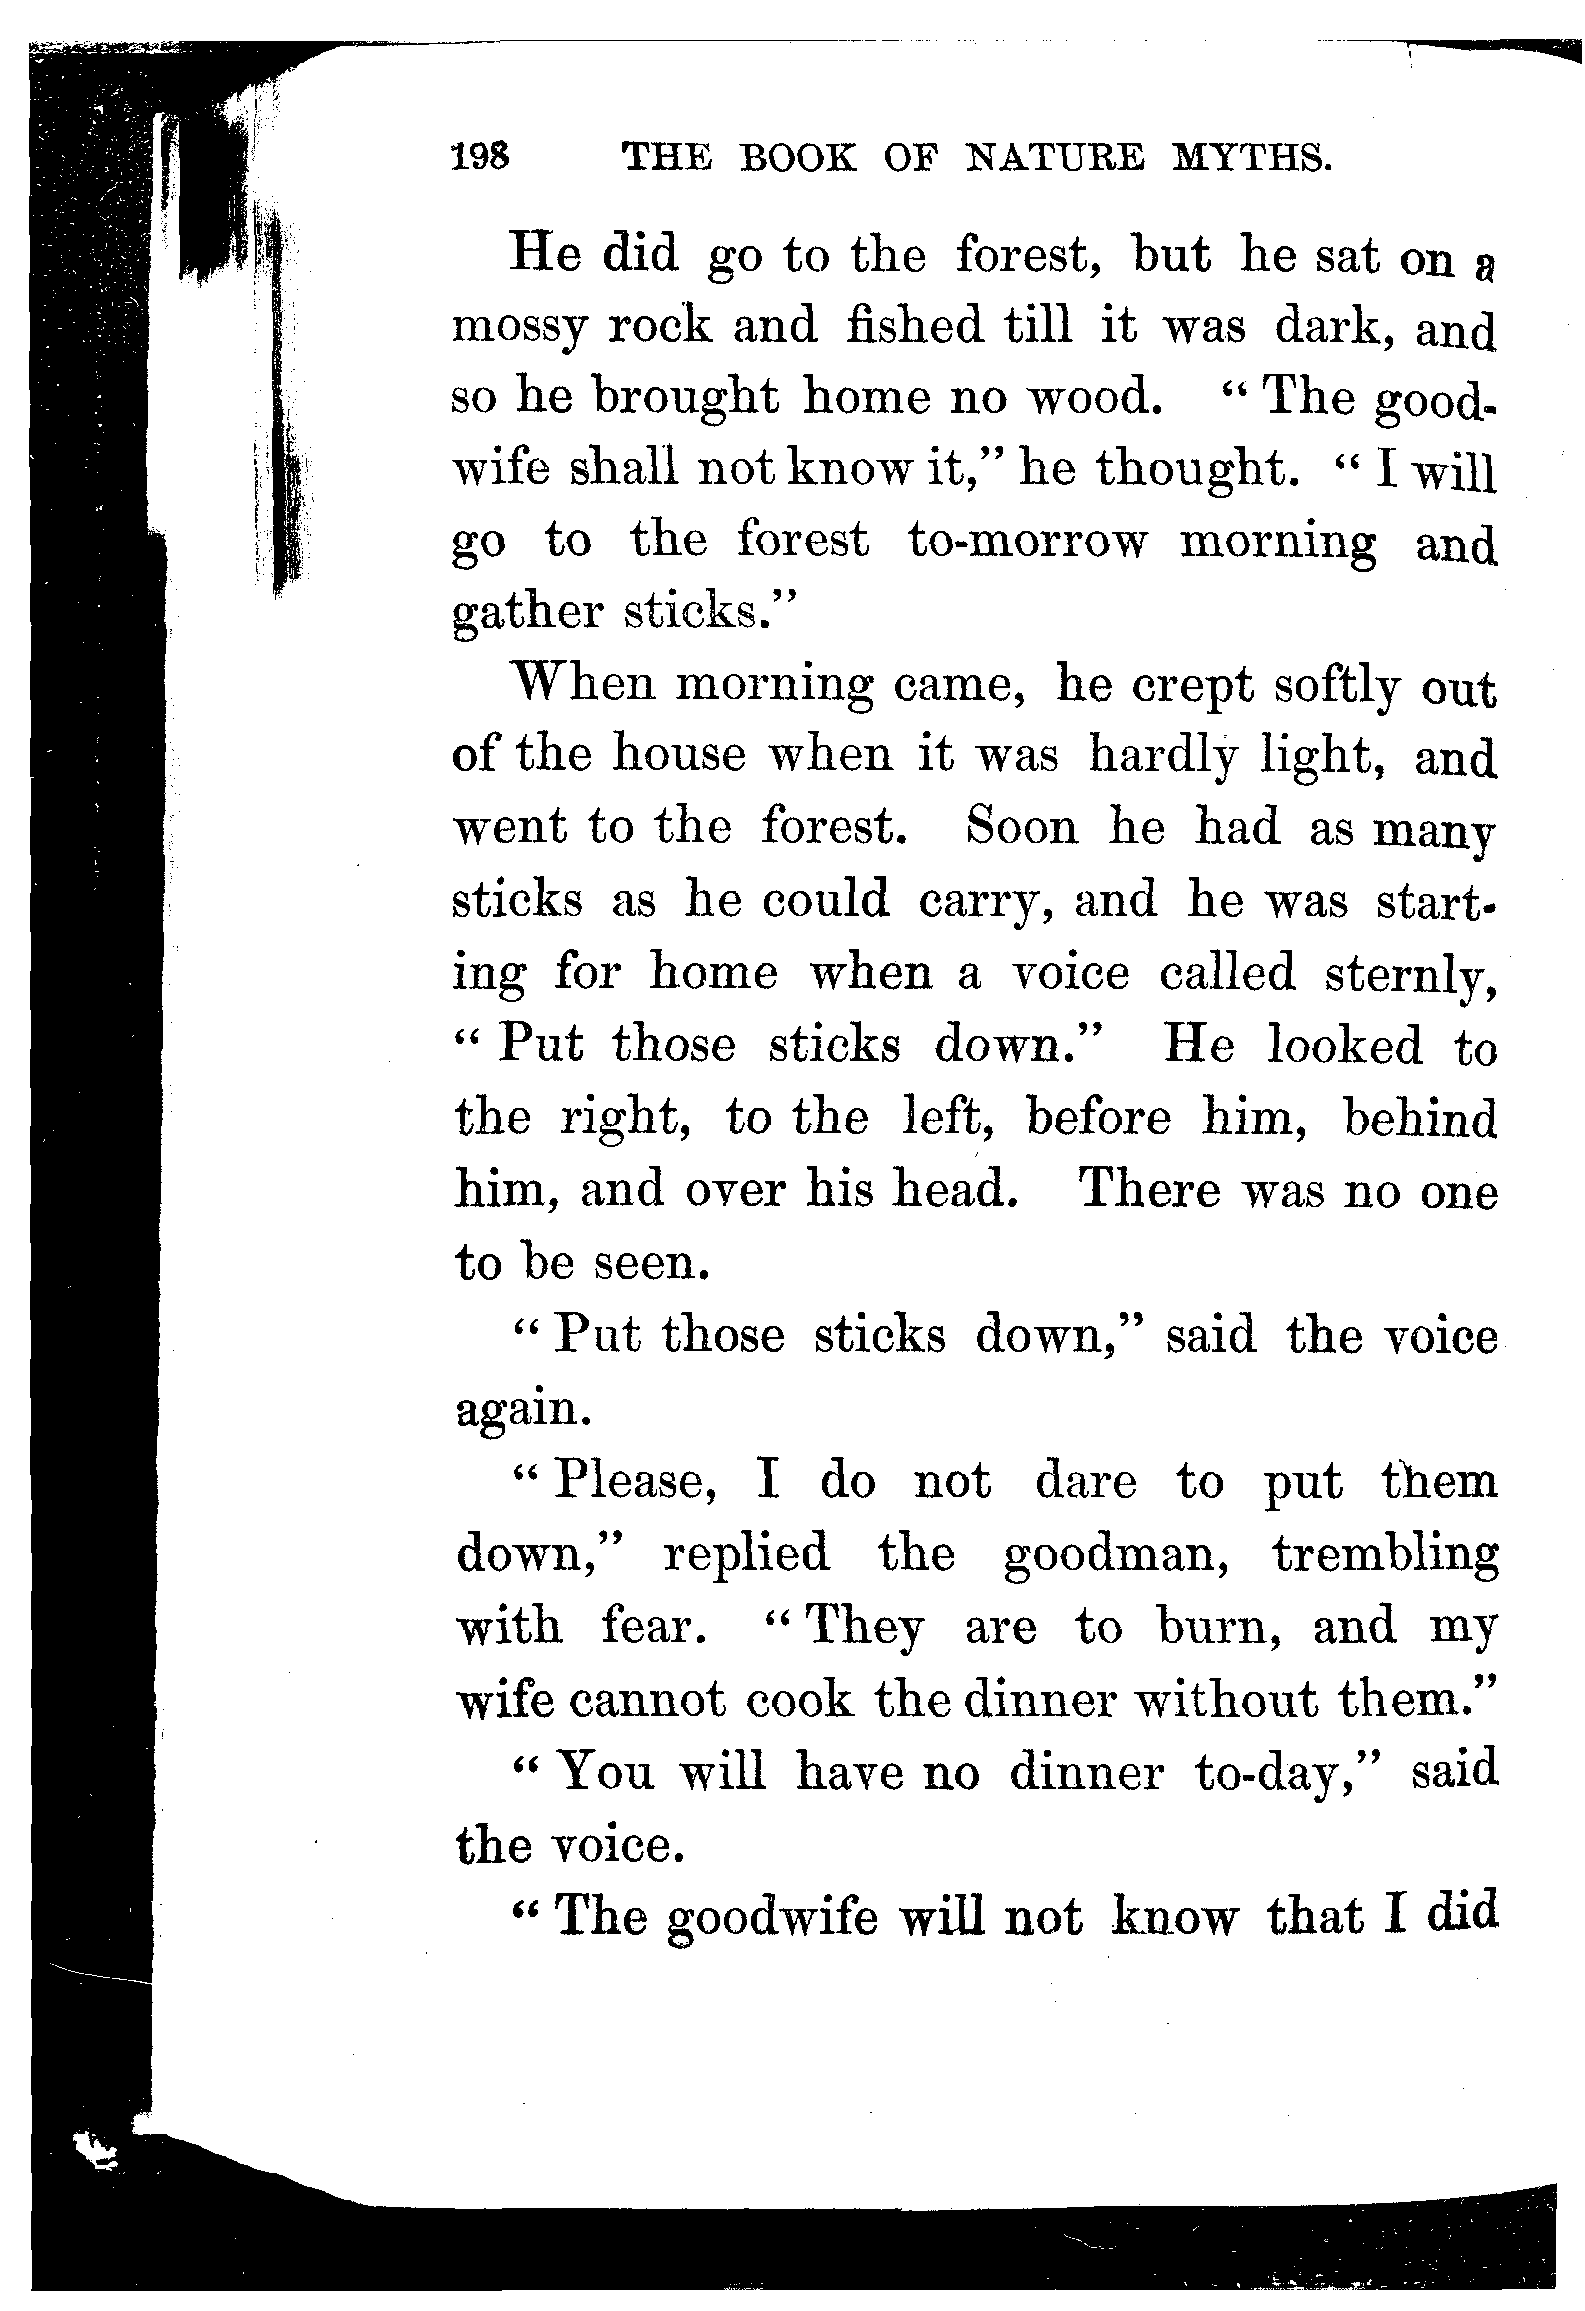 198 THE BOOK OF NATURE MYTHS.
He did go to the forest, but he sat on a
mossy rock and fished till it was dark, and
so he brought home no wood. “ The good-
wife shall not know it,” he thought. “ I will
go to the forest to-morrow morning and
gather sticks.”
When morning came, he crept softly out
of the house when it was hardly light, and
went to the forest. Soon he had as many
sticks as he could carry, and he was start-
ing for home when a voice called sternly,
“ Put those sticks down.” He looked to
the right, to the left, before him, behind
him, and over his head. There was no one
to be seen.
“ Put those sticks down,” said the voice
again.
“ Please, I do not dare to put them
down,” replied the goodman, trembling
with fear. “ They are to burn, and my
wife cannot cook the dinner without them.”
“ You will have no dinner to-day,” said
the voice.
“ The goodwife will not know that I did